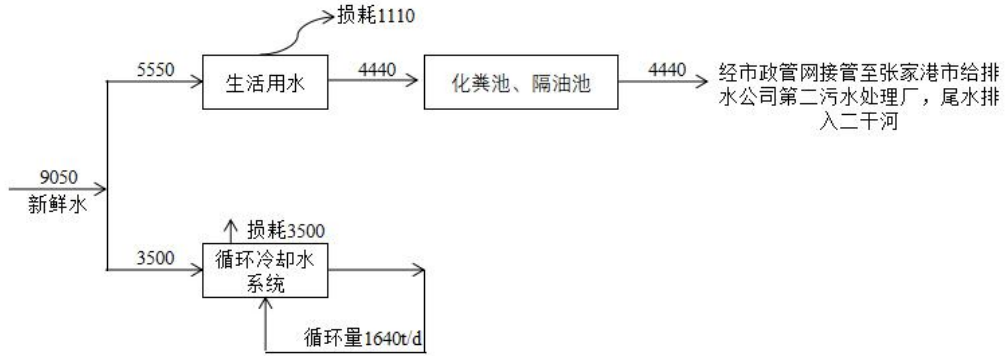 损耗1110
5550
生活用水
4440
化粪池、隔油池
4440
经市政管网接管至张家港市给排
水公司第二污水处理厂，尾水排
入二干河
9050
新鲜水
损耗3500
3500
循环冷却水
系统
循环量1640t/d